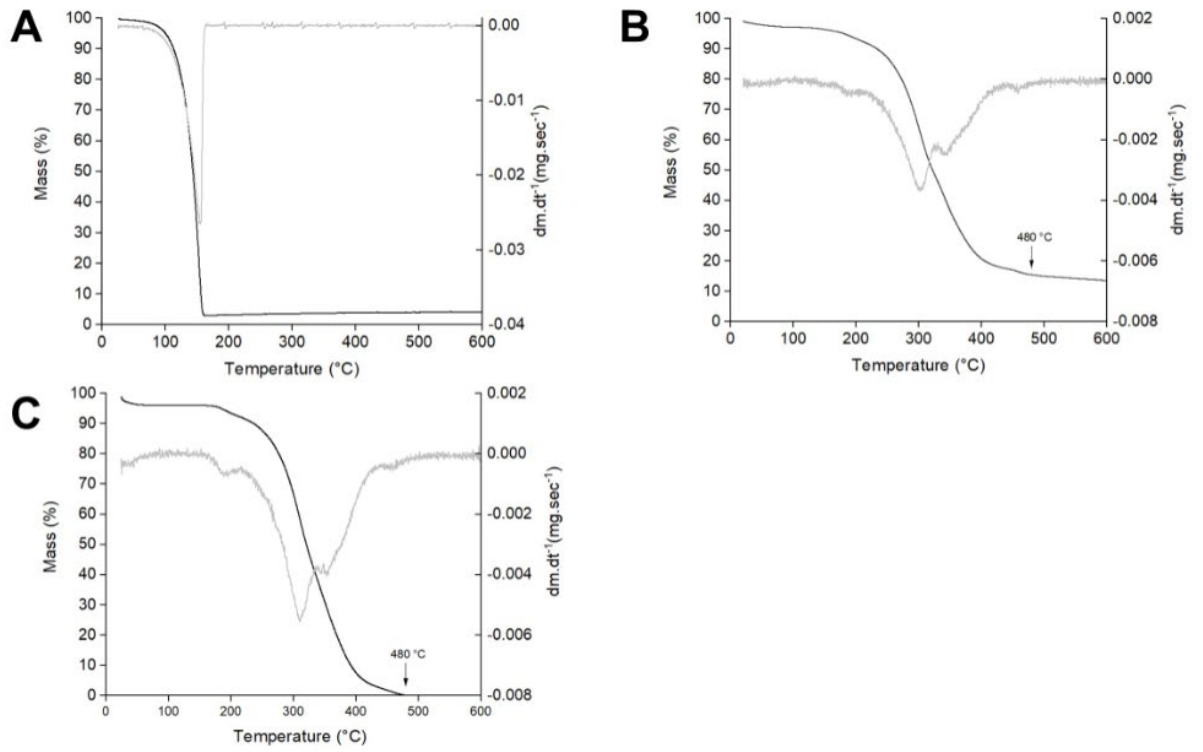 A
100
90
80
70
60
50
40
30
20
10
0
Mass (%)
0 100 200 300 400 500 600
Temperature (°C)
0.00
-0.01
-0.02
-0.03
-0.04
dm.dt⁻¹(mg.sec⁻¹)
B
100
90
80
70
60
50
40
30
20
10
0
Mass (%)
480 °C
0 100 200 300 400 500 600
Temperature (°C)
0.002
0.000
-0.002
-0.004
-0.006
-0.008
dm.dt⁻¹(mg.sec⁻¹)
C
100
90
80
70
60
50
40
30
20
10
0
Mass (%)
480 °C
0 100 200 300 400 500 600
Temperature (°C)
0.002
0.000
-0.002
-0.004
-0.006
-0.008
dm.dt⁻¹(mg.sec⁻¹)